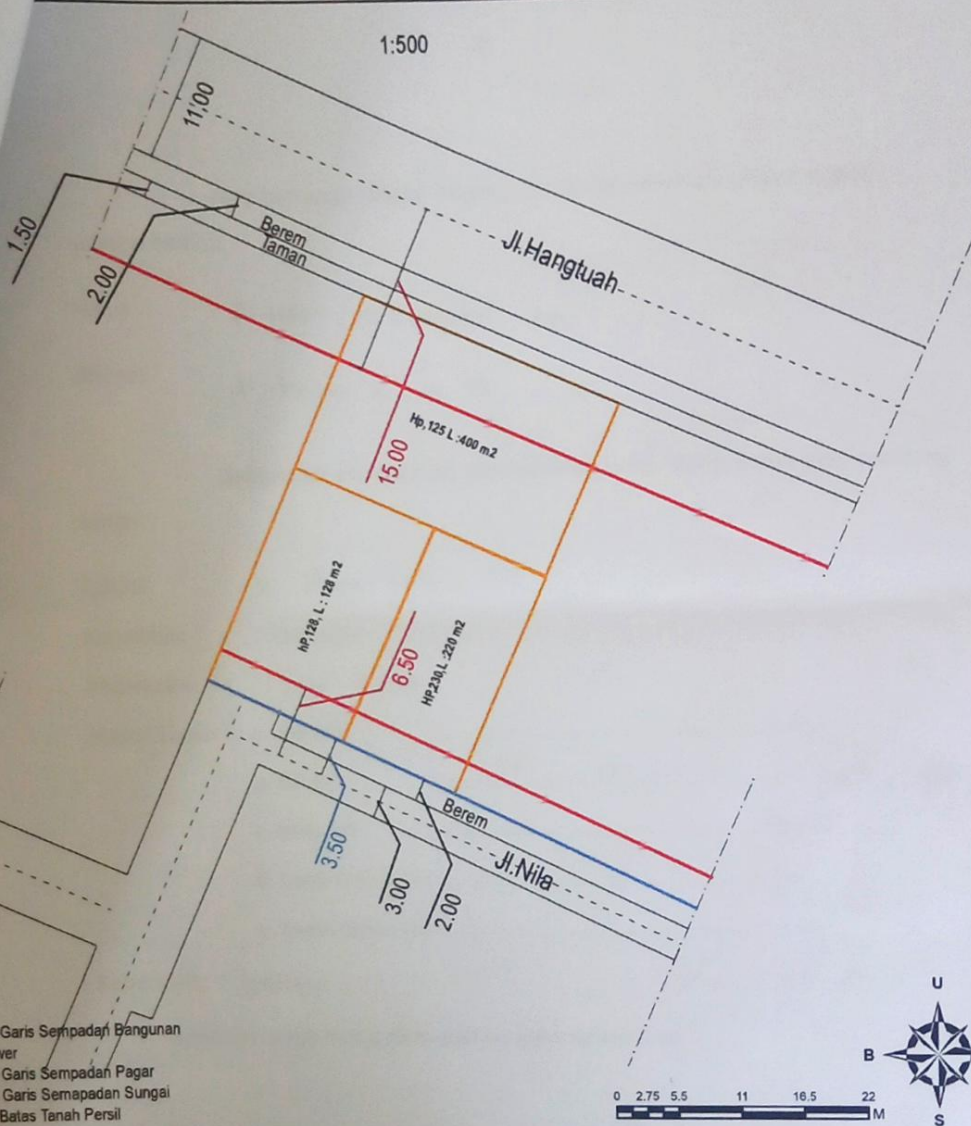 1:500
11,00
1.50
2.00
Berem
Taman
Jl.Hangtuah
Hp,125 L :400 m2
15.00
hP,128, L : 128 m2
6.50
HP,230,L :220 m2
Berem
3.50
3.00
2.00
Jl.Nila
Garis Sempadan Bangunan
ver
Garis Sempadan Pagar
Garis Semapadan Sungai
Batas Tanah Persil
0 2.75 5.5 11 16.5 22
M
U
B
S